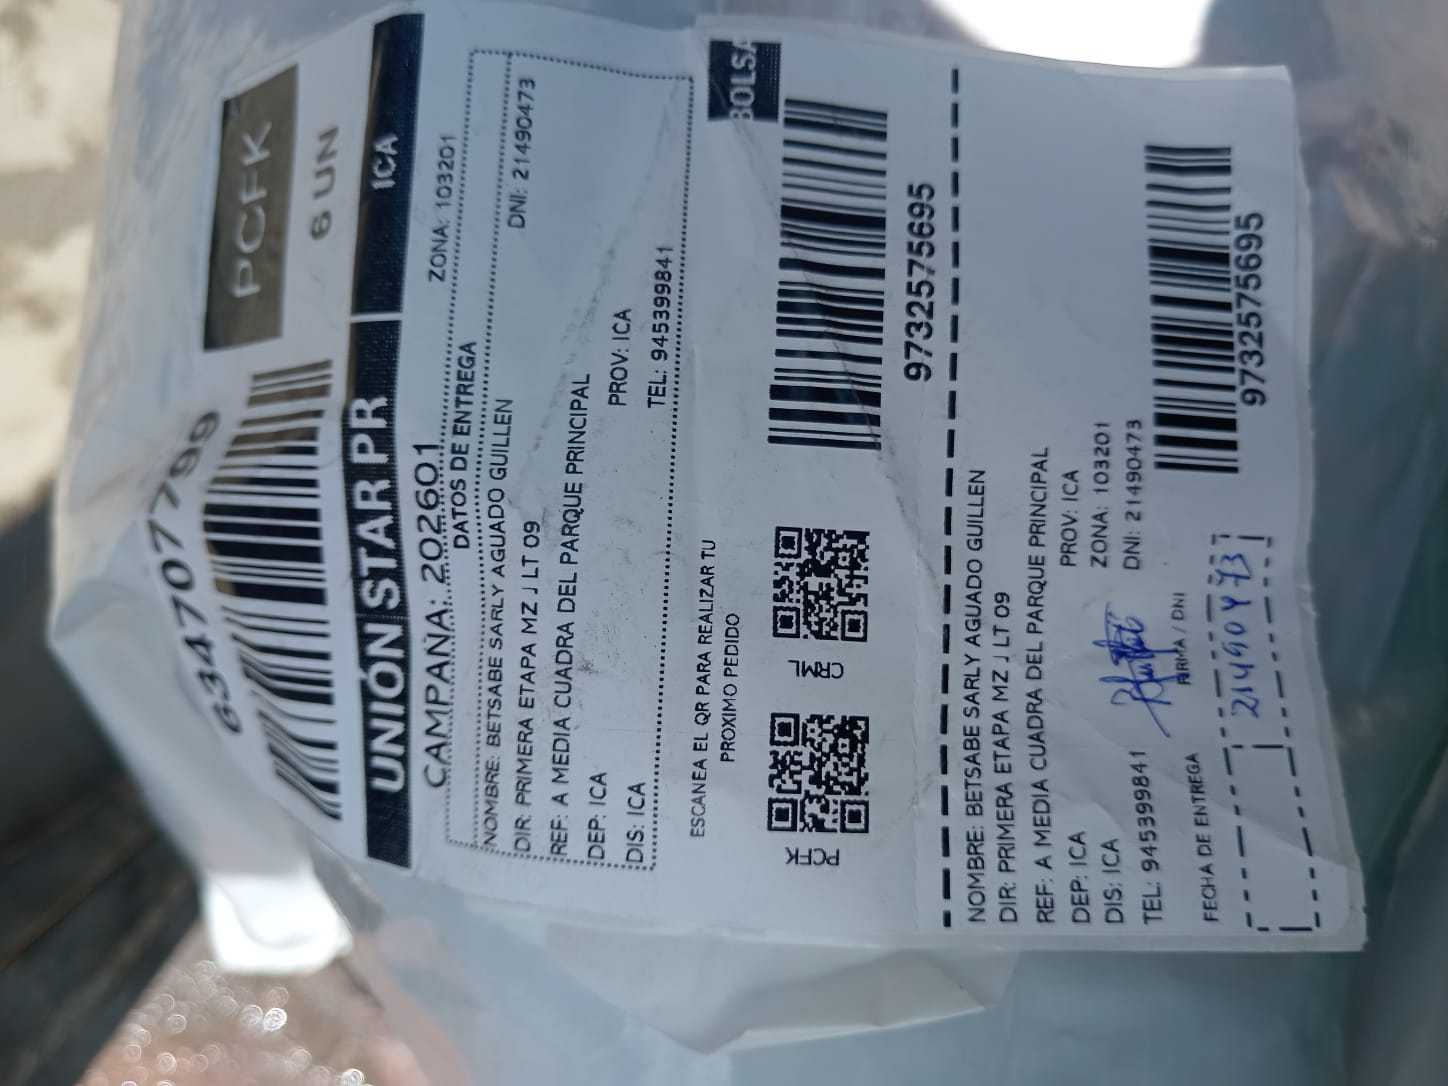 634707799
PCFK
6 UN
UNIÓN STAR PR ICA
CAMPAÑA: 202601 ZONA: 103201
DATOS DE ENTREGA
NOMBRE: BETSABE SARLY AGUADO GUILLEN
DIR: PRIMERA ETAPA MZ J LT 09 DNI: 21490473
REF: A MEDIA CUADRA DEL PARQUE PRINCIPAL
DEP: ICA PROV: ICA
DIS: ICA TEL: 945399841
ESCANEA EL QR PARA REALIZAR TU
PROXIMO PEDIDO
BOLSA
PCFK
CRML
9732575695
NOMBRE: BETSABE SARLY AGUADO GUILLEN
DIR: PRIMERA ETAPA MZ J LT 09
REF: A MEDIA CUADRA DEL PARQUE PRINCIPAL
DEP: ICA PROV: ICA
DIS: ICA ZONA: 103201
TEL: 945399841 DNI: 21490473
FIRMA / DNI
FECHA DE ENTREGA
21490473
9732575695